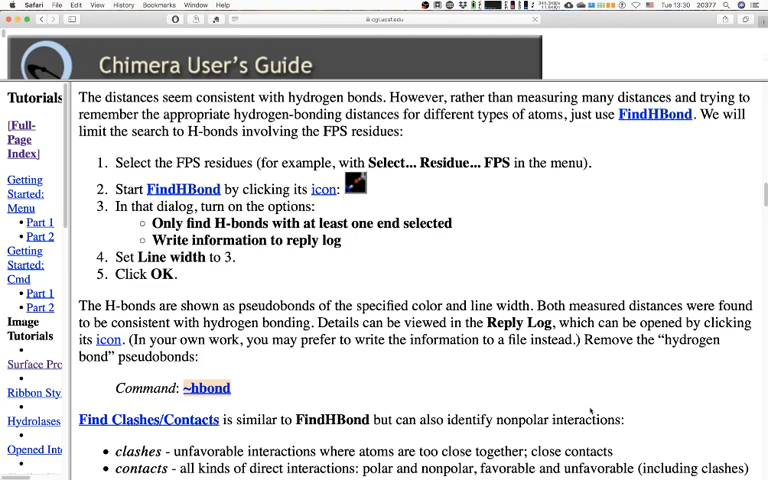 Safari File Edit View History Bookmarks Window Help Tue 13:30 20377
cgl.ucsf.edu
Chimera User's Guide
Tutorials
[Full-
Page
Index]
Getting
Started:
Menu
• Part 1
• Part 2
Getting
Started:
Cmd
• Part 1
• Part 2
Image
Tutorials
•
Surface Pro
•
Ribbon Sty
•
Hydrolases
•
Opened Inte
The distances seem consistent with hydrogen bonds. However, rather than measuring many distances and trying to
remember the appropriate hydrogen-bonding distances for different types of atoms, just use FindHBond. We will
limit the search to H-bonds involving the FPS residues:
1. Select the FPS residues (for example, with Select... Residue... FPS in the menu).
2. Start FindHBond by clicking its icon:
3. In that dialog, turn on the options:
○ Only find H-bonds with at least one end selected
○ Write information to reply log
4. Set Line width to 3.
5. Click OK.
The H-bonds are shown as pseudobonds of the specified color and line width. Both measured distances were found
to be consistent with hydrogen bonding. Details can be viewed in the Reply Log, which can be opened by clicking
its icon. (In your own work, you may prefer to write the information to a file instead.) Remove the “hydrogen
bond” pseudobonds:
Command: ~hbond
Find Clashes/Contacts is similar to FindHBond but can also identify nonpolar interactions:
• clashes - unfavorable interactions where atoms are too close together; close contacts
• contacts - all kinds of direct interactions: polar and nonpolar, favorable and unfavorable (including clashes)